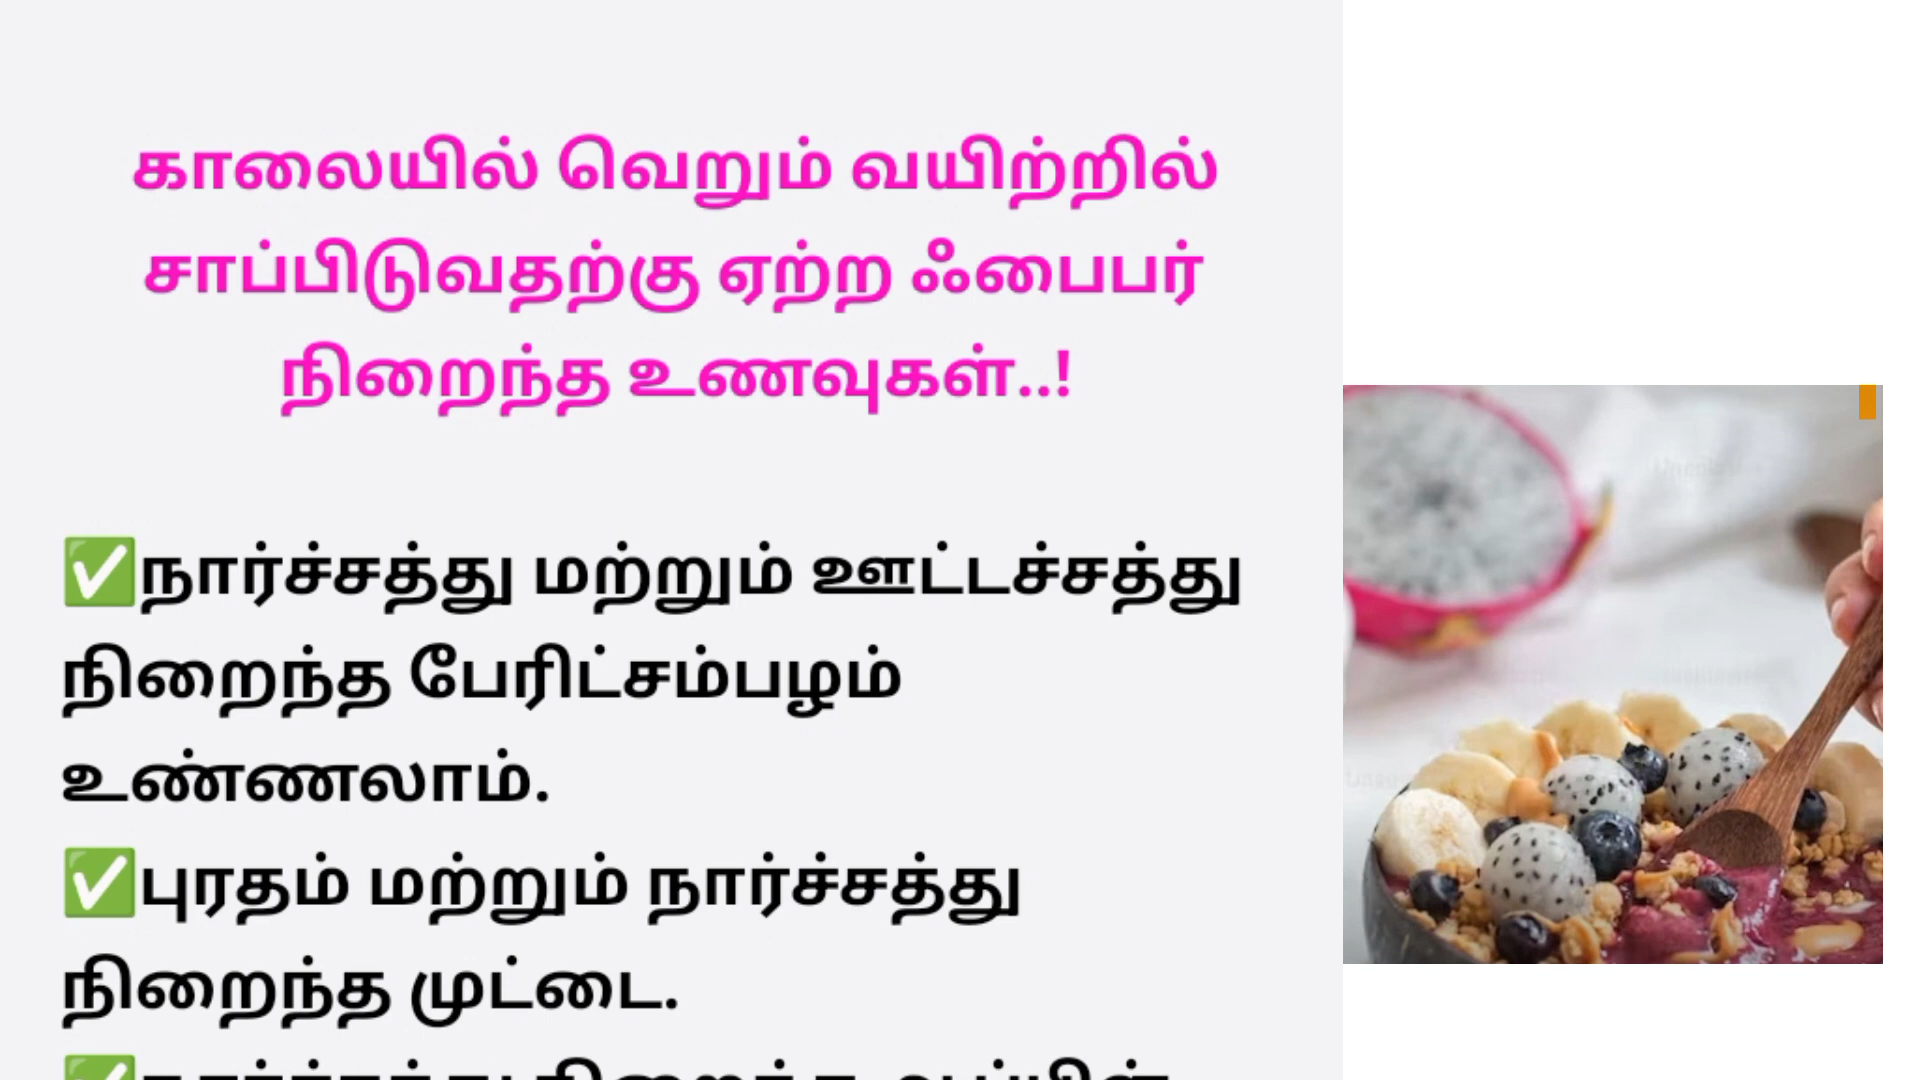 காலையில் வெறும் வயிற்றில்
சாப்பிடுவதற்கு ஏற்ற ஃபைபர்
நிறைந்த உணவுகள்..!
✅நார்ச்சத்து மற்றும் ஊட்டச்சத்து
நிறைந்த பேரிட்சம்பழம்
உண்ணலாம்.
✅புரதம் மற்றும் நார்ச்சத்து
நிறைந்த முட்டை.